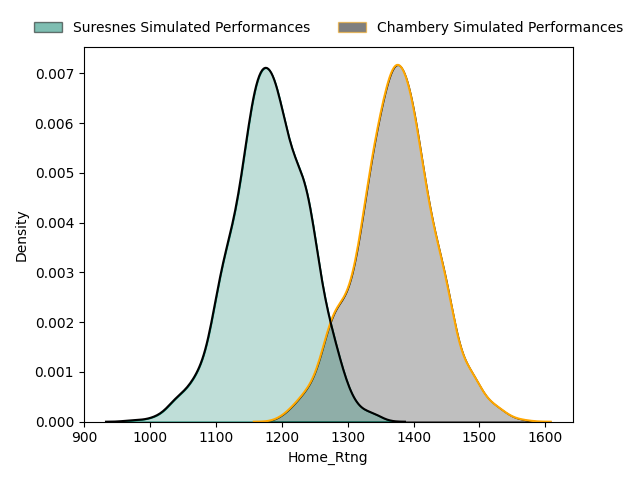 Suresnes Simulated Performances
Chambery Simulated Performances
0.007
0.006
0.005
0.004
0.003
0.002
0.001
0.000
Density
900 1000 1100 1200 1300 1400 1500 1600
Home_Rtng